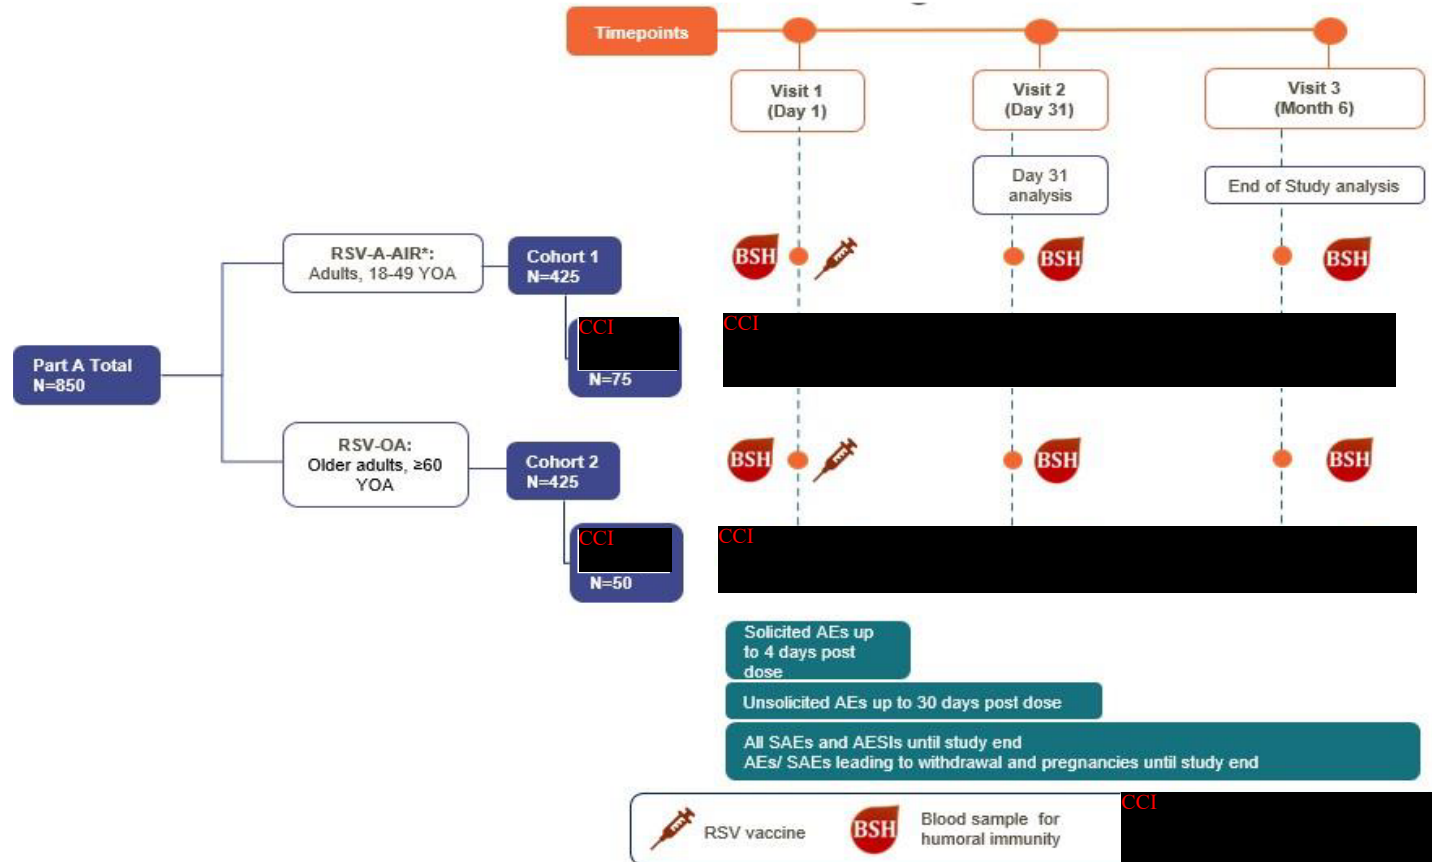 Timepoints
Visit 1
(Day 1)
Visit 2
(Day 31)
Visit 3
(Month 6)
Day 31
analysis
End of Study analysis
RSV-A-AIR*:
Adults, 18-49 YOA
Cohort 1
N=425
BSH
BSH
BSH
CCI
N=75
CCI
Part A Total
N=850
RSV-OA:
Older adults, ≥60
YOA
Cohort 2
N=425
BSH
BSH
BSH
CCI
N=50
CCI
Solicited AEs up
to 4 days post
dose
Unsolicited AEs up to 30 days post dose
All SAEs and AESIs until study end
AEs/ SAEs leading to withdrawal and pregnancies until study end
RSV vaccine
BSH
Blood sample for
humoral immunity
CCI